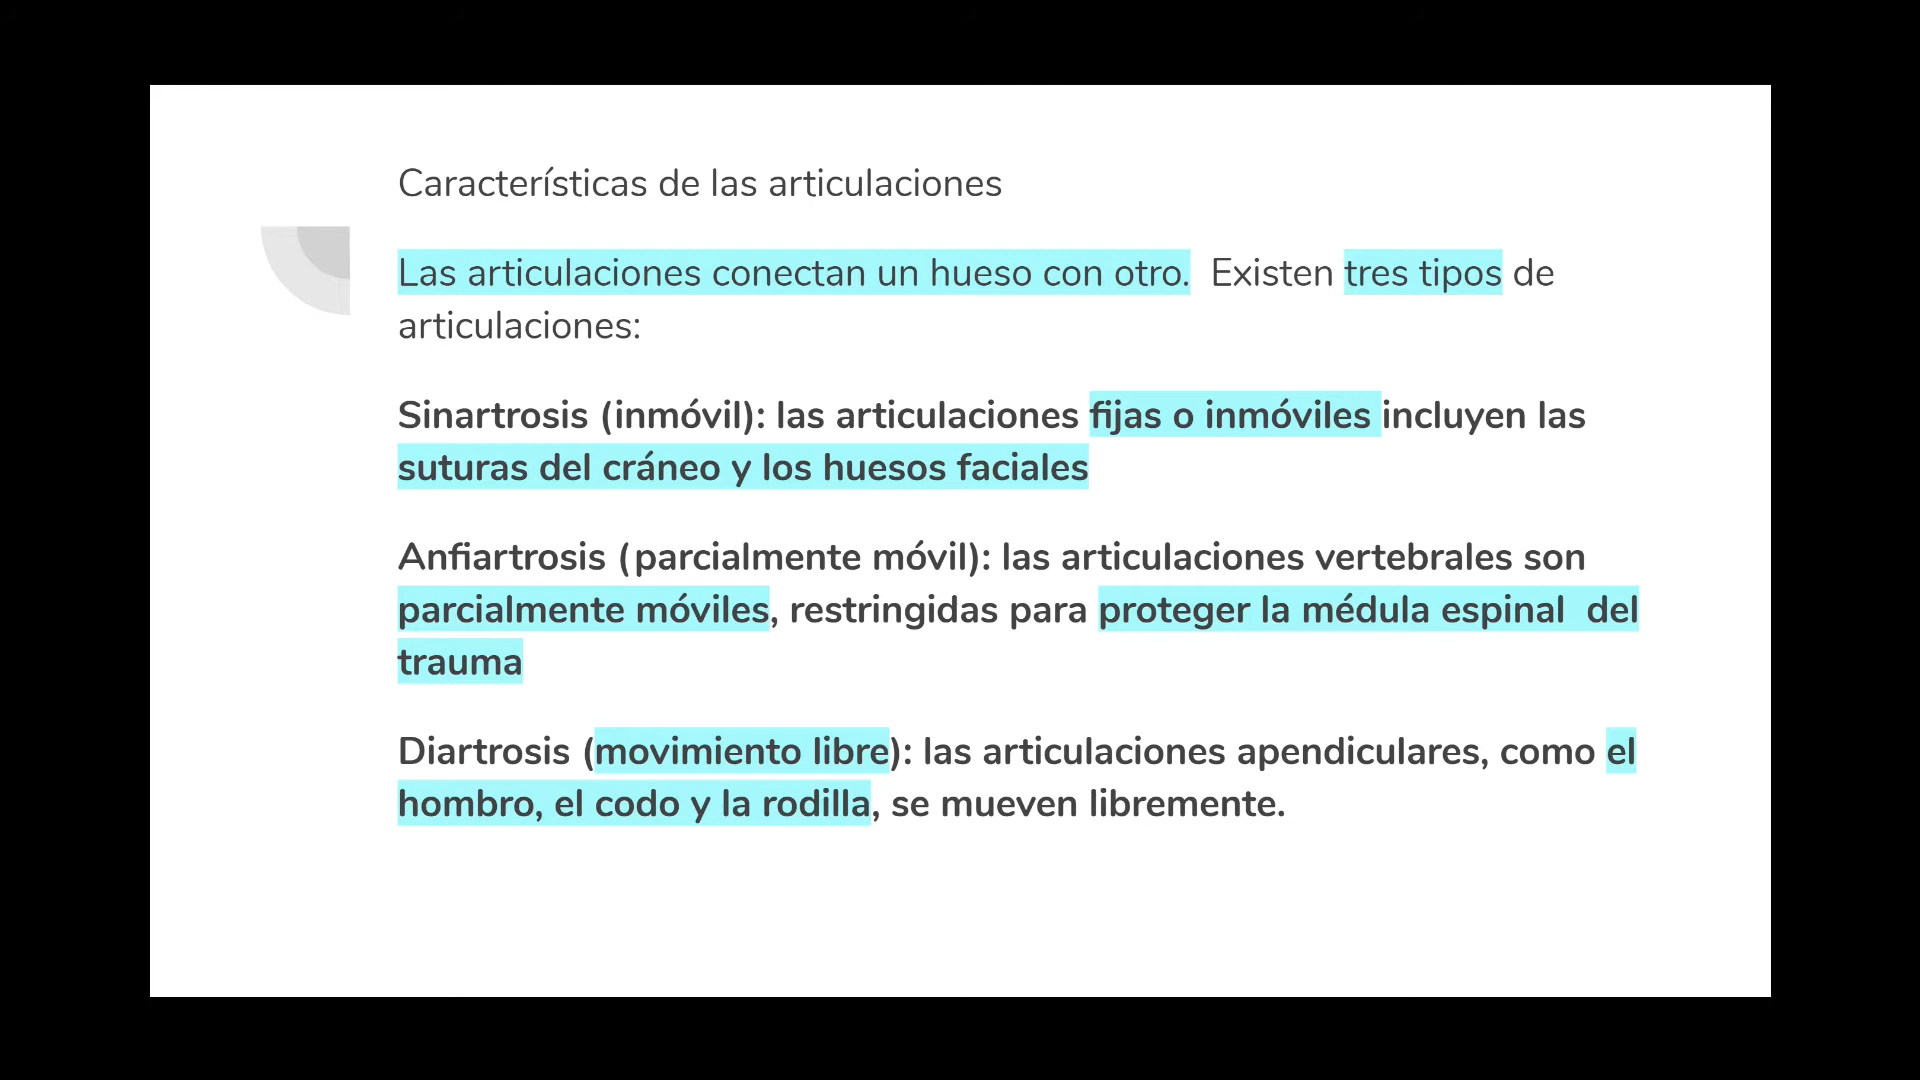 Características de las articulaciones
Las articulaciones conectan un hueso con otro.  Existen tres tipos de
articulaciones:
Sinartrosis (inmóvil): las articulaciones fijas o inmóviles incluyen las
suturas del cráneo y los huesos faciales
Anfiartrosis (parcialmente móvil): las articulaciones vertebrales son
parcialmente móviles, restringidas para proteger la médula espinal  del
trauma
Diartrosis (movimiento libre): las articulaciones apendiculares, como el
hombro, el codo y la rodilla, se mueven libremente.